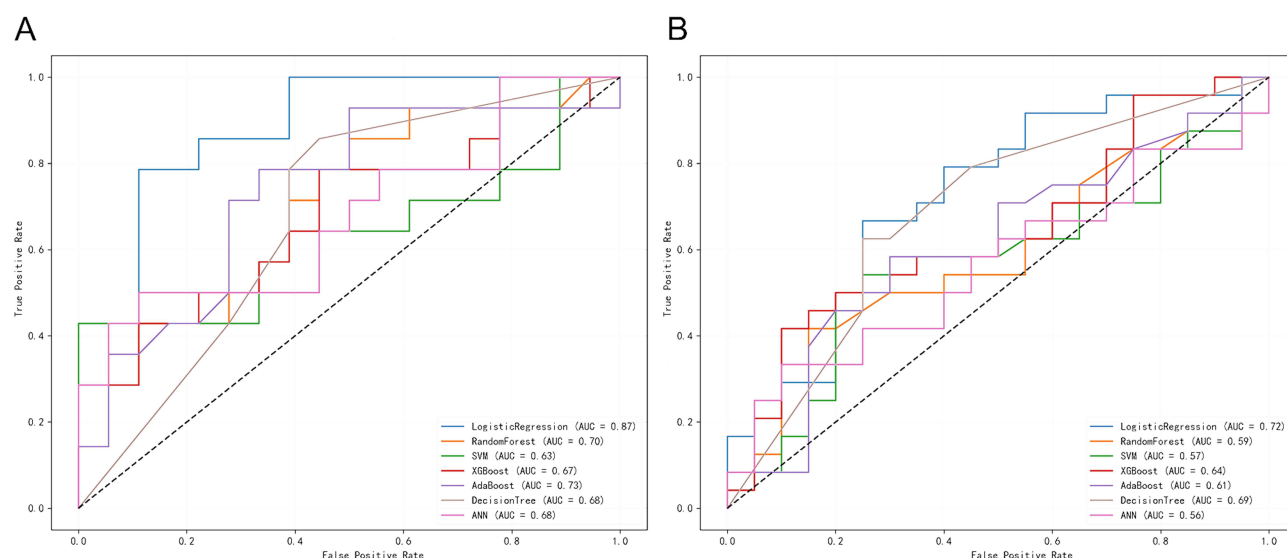 A
B
True Positive Rate
1.0
0.8
0.6
0.4
0.2
0.0
LogisticRegression (AUC = 0.87)
RandomForest (AUC = 0.70)
SVM (AUC = 0.63)
XGBoost (AUC = 0.67)
AdaBoost (AUC = 0.73)
DecisionTree (AUC = 0.68)
ANN (AUC = 0.68)
0.0 0.2 0.4 0.6 0.8 1.0
False Positive Rate
True Positive Rate
1.0
0.8
0.6
0.4
0.2
0.0
LogisticRegression (AUC = 0.72)
RandomForest (AUC = 0.59)
SVM (AUC = 0.57)
XGBoost (AUC = 0.64)
AdaBoost (AUC = 0.61)
DecisionTree (AUC = 0.69)
ANN (AUC = 0.56)
0.0 0.2 0.4 0.6 0.8 1.0
False Positive Rate